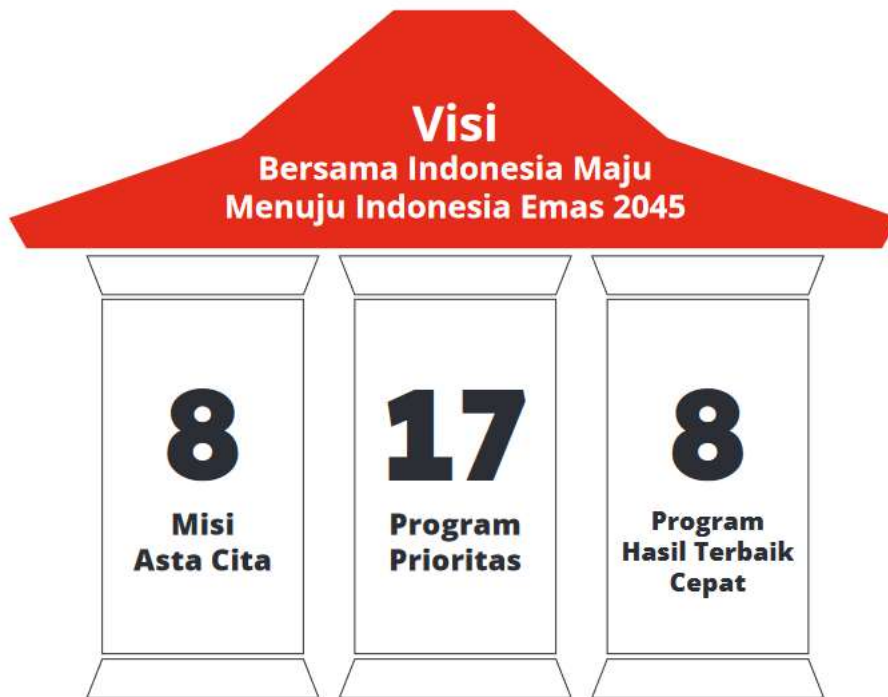 Visi
Bersama Indonesia Maju
Menuju Indonesia Emas 2045
8
Misi
Asta Cita
17
Program
Prioritas
8
Program
Hasil Terbaik
Cepat